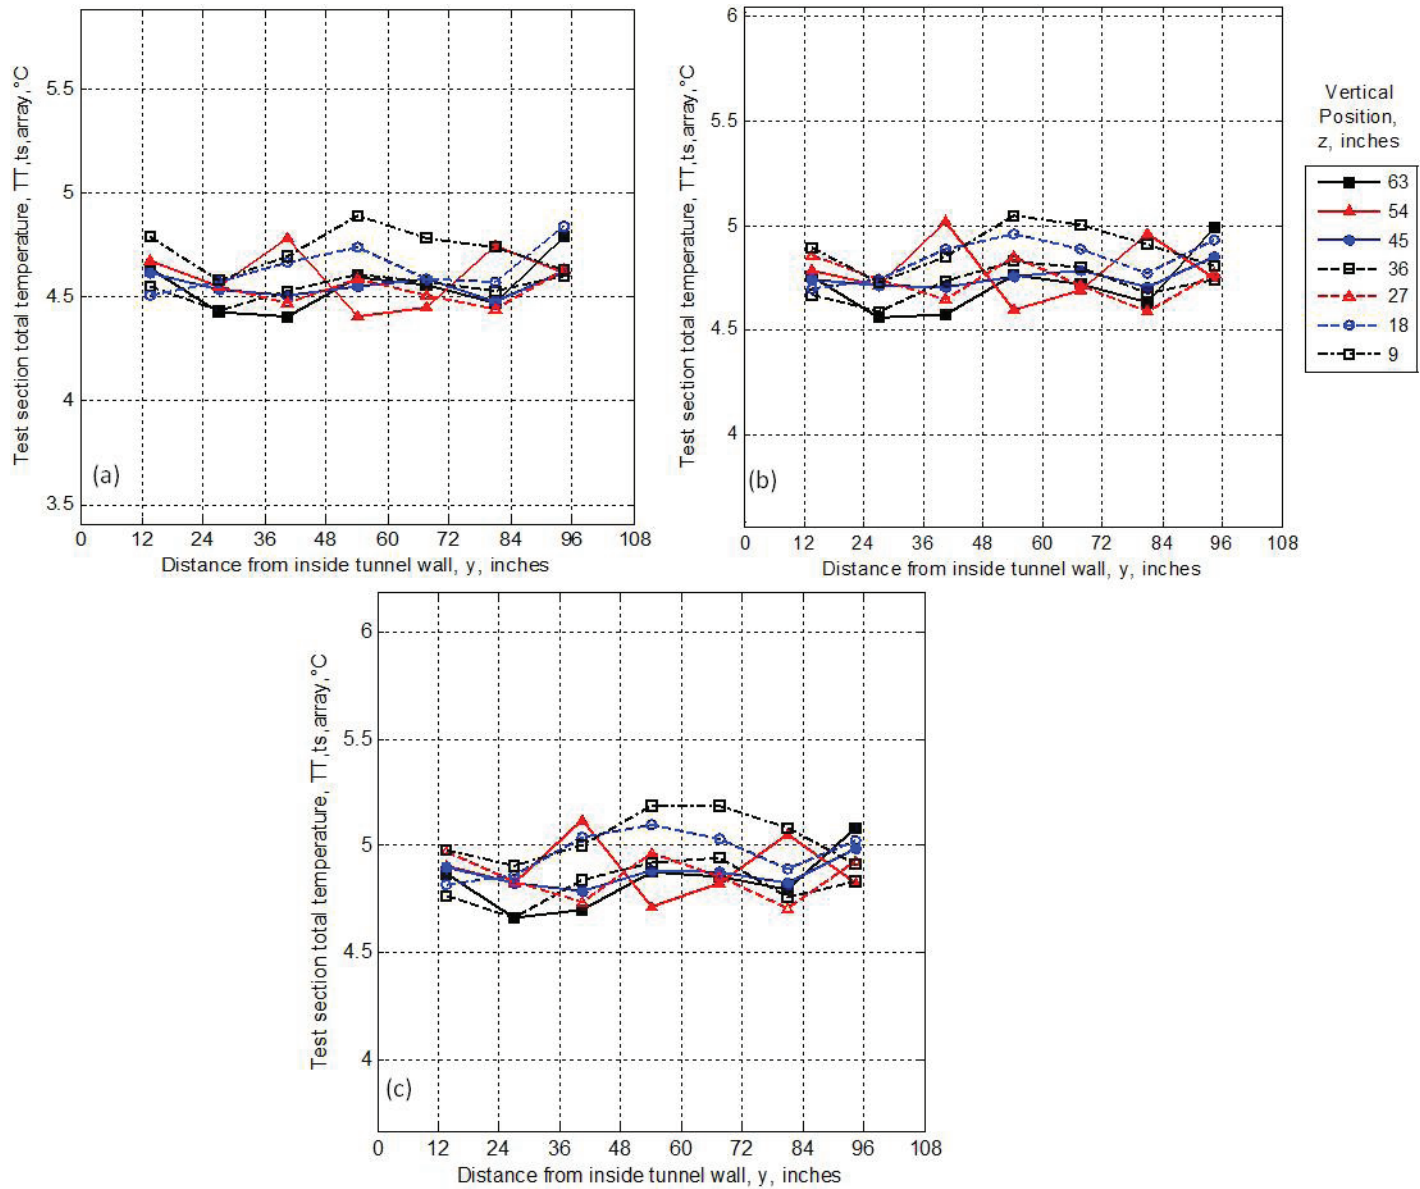 Test section total temperature, TT,ts,array,°C
5.5
5
4.5
4
3.5
(a)
0 12 24 36 48 60 72 84 96 108
Distance from inside tunnel wall, y, inches
Test section total temperature, TT,ts,array,°C
6
5.5
5
4.5
4
(b)
0 12 24 36 48 60 72 84 96 108
Distance from inside tunnel wall, y, inches
Vertical
Position,
z, inches
63
54
45
36
27
18
9
Test section total temperature, TT,ts,array,°C
6
5.5
5
4.5
4
(c)
0 12 24 36 48 60 72 84 96 108
Distance from inside tunnel wall, y, inches